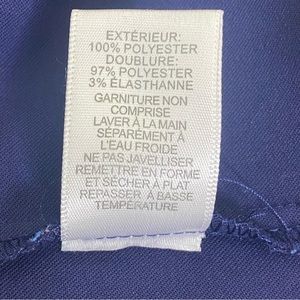 EXTÉRIEUR:
100% POLYESTER
DOUBLURE:
97% POLYESTER
3% ÉLASTHANNE
GARNITURE NON
COMPRISE
LAVER À LA MAIN
SÉPARÉMENT À
L'EAU FROIDE
NE PAS JAVELLISER
REMETTRE EN FORME
ET SÉCHER À PLAT
REPASSER À BASSE
TEMPÉRATURE